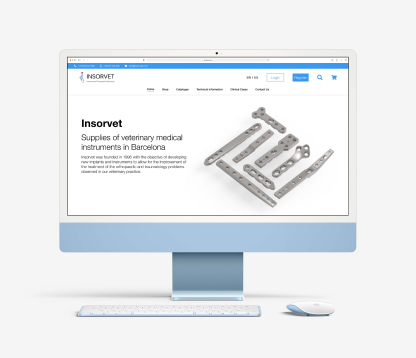 INSORVET
EN | ES
Login
Register
Home Shop Catalogue Technical Information Clinical Cases Contact Us
Insorvet
Supplies of veterinary medical
instruments in Barcelona
Insorvet was founded in 1995 with the objective of developing
new implants and instruments to allow for the improvement of
the treatment of the orthopaedic and traumatology problems
observed in our veterinary practice.